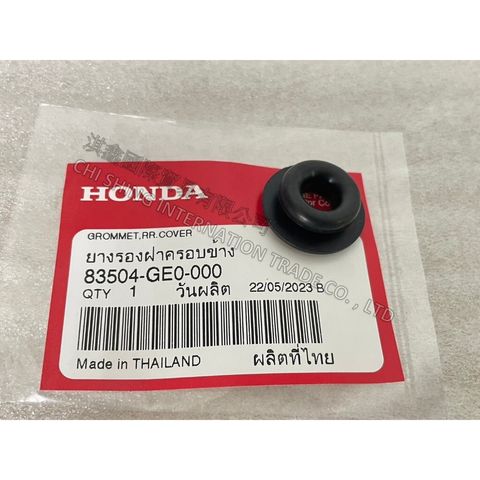 HONDA
GROMMET,RR.COVER
ยางรองฝาครอบข้าง
83504-GE0-000
QTY 1 วันผลิต 22/05/2023 B
Made in THAILAND ผลิตที่ไทย
CHI SHENG INTERNATION TRADE CO., LTD